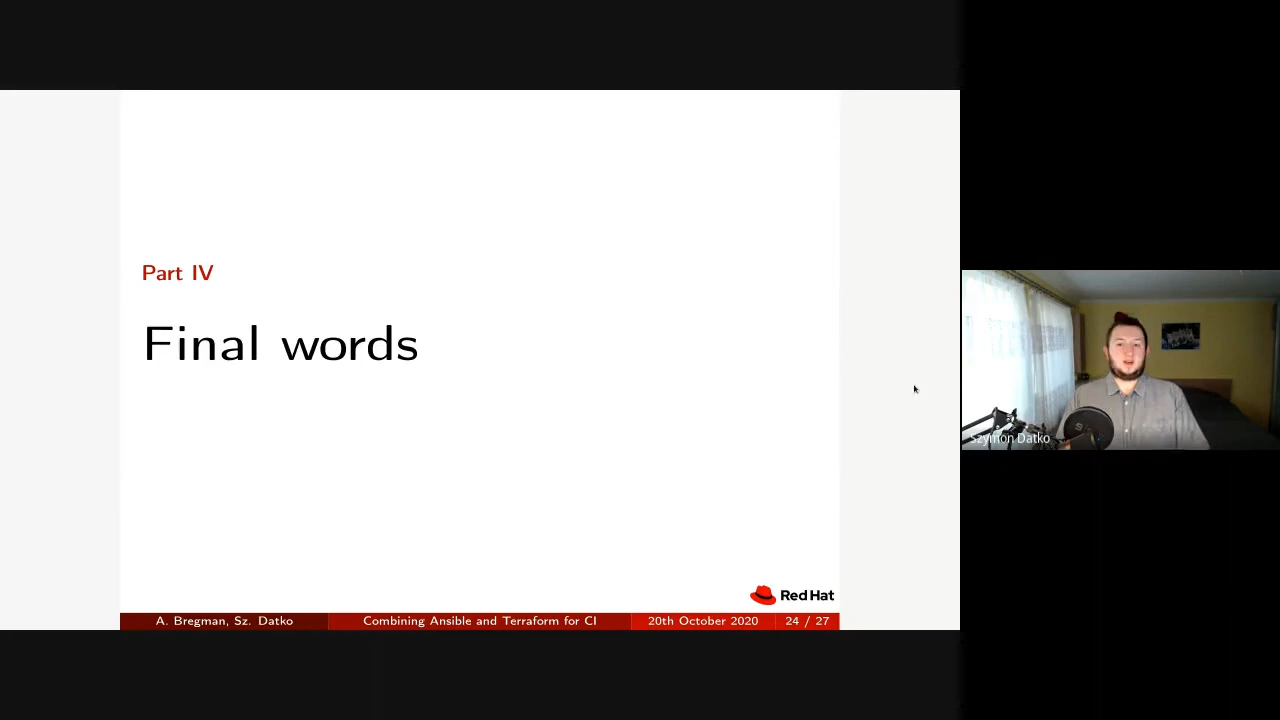 Part IV
Final words
Red Hat
A. Bregman, Sz. Datko
Combining Ansible and Terraform for CI
20th October 2020
24 / 27
Szymon Datko